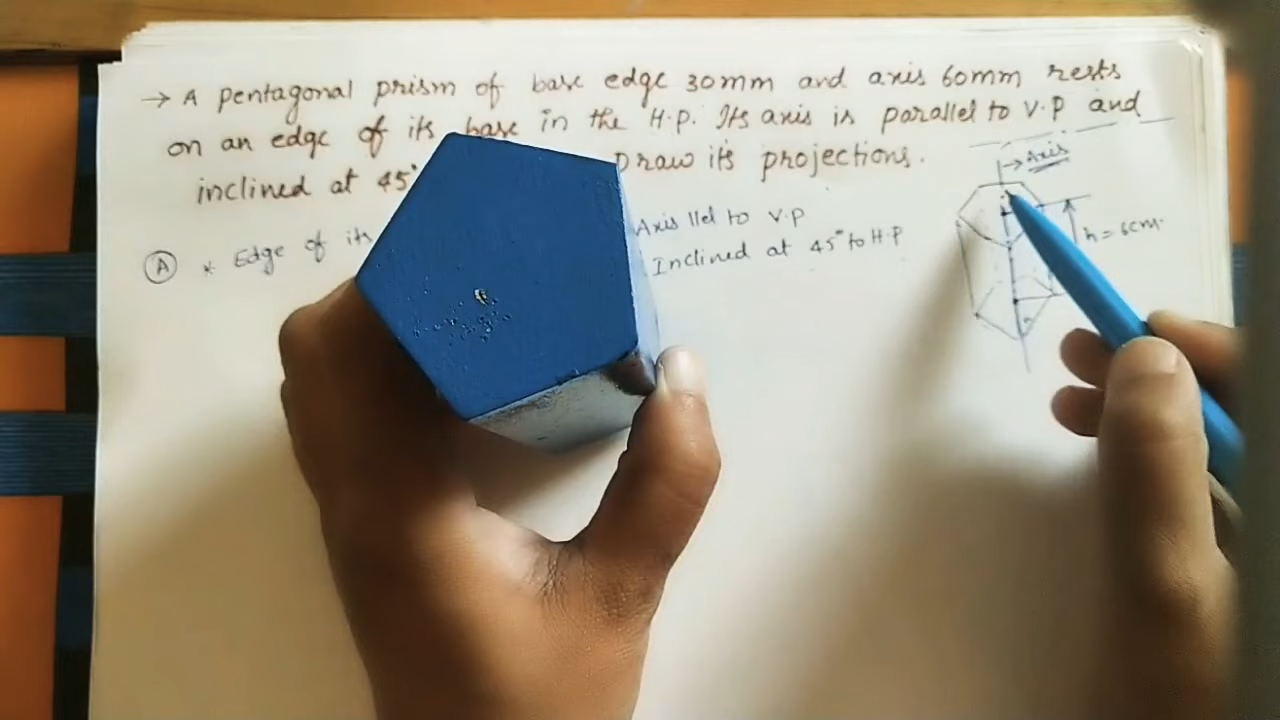 → A pentagonal prism of base edge 30mm and axis 60mm rests
on an edge of its base in the H.P. Its axis is parallel to V.P and
inclined at 45° Draw its projections.
→ Axis
Ⓐ * Edge of its Axis llel to V.P
Inclined at 45° to H.P
h = 6cm.